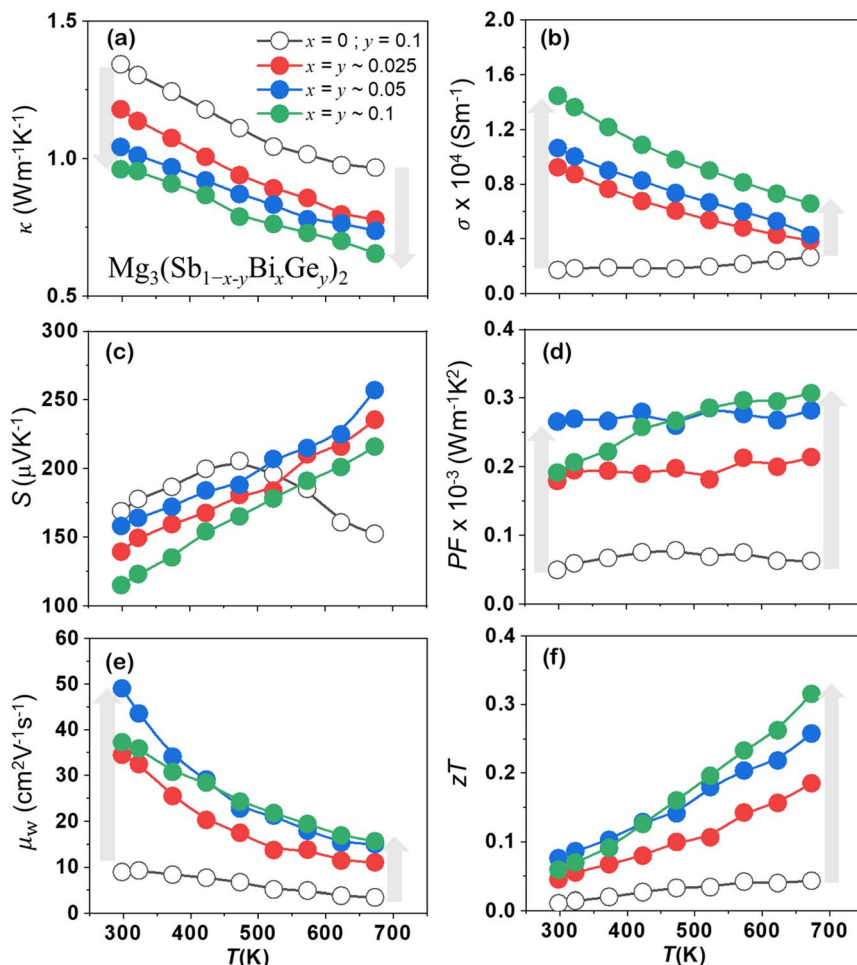 (a)
x = 0 ; y = 0.1
x = y ~ 0.025
x = y ~ 0.05
x = y ~ 0.1
κ (Wm⁻¹K⁻¹)
1.5
1.0
0.5
Mg₃(Sb₁₋ₓ₋ᵧBiₓGeᵧ)₂
(b)
σ x 10⁴ (Sm⁻¹)
2.0
1.6
1.2
0.8
0.4
0.0
(c)
S (μVK⁻¹)
300
250
200
150
100
(d)
PF x 10⁻³ (Wm⁻¹K²)
0.4
0.3
0.2
0.1
0.0
(e)
μw (cm²V⁻¹s⁻¹)
60
50
40
30
20
10
0
300 400 500 600 700
T(K)
(f)
zT
0.4
0.3
0.2
0.1
0.0
300 400 500 600 700
T(K)